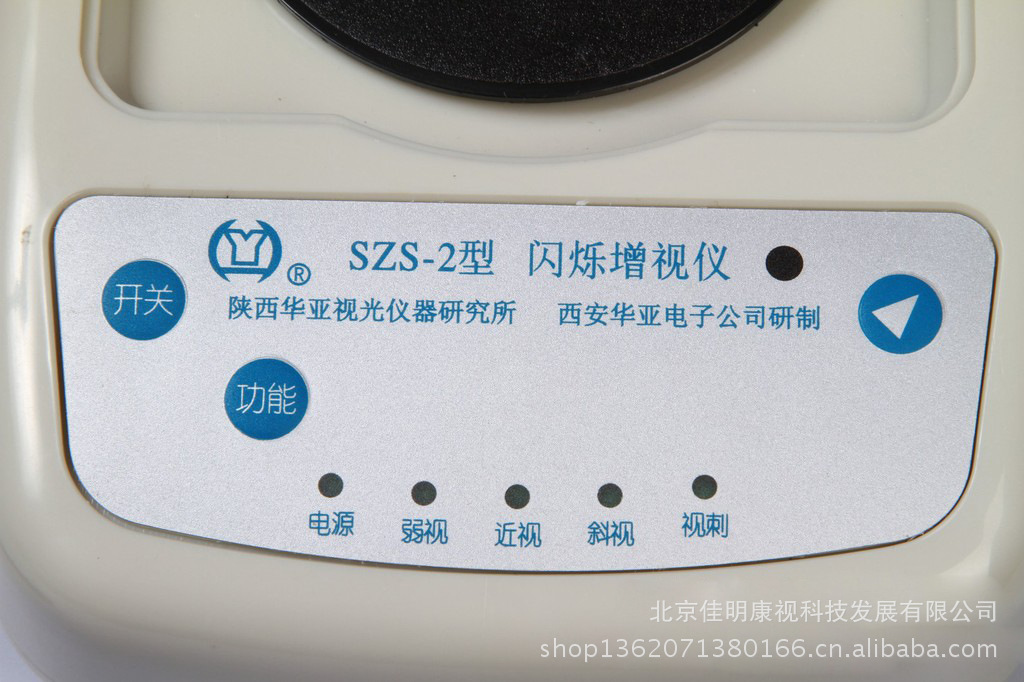 SZS-2型 闪烁增视仪
®
开关
陕西华亚视光仪器研究所 西安华亚电子公司研制
功能
电源 弱视 近视 斜视 视刺
北京佳明康视科技发展有限公司
shop1362071380166.cn.alibaba.com